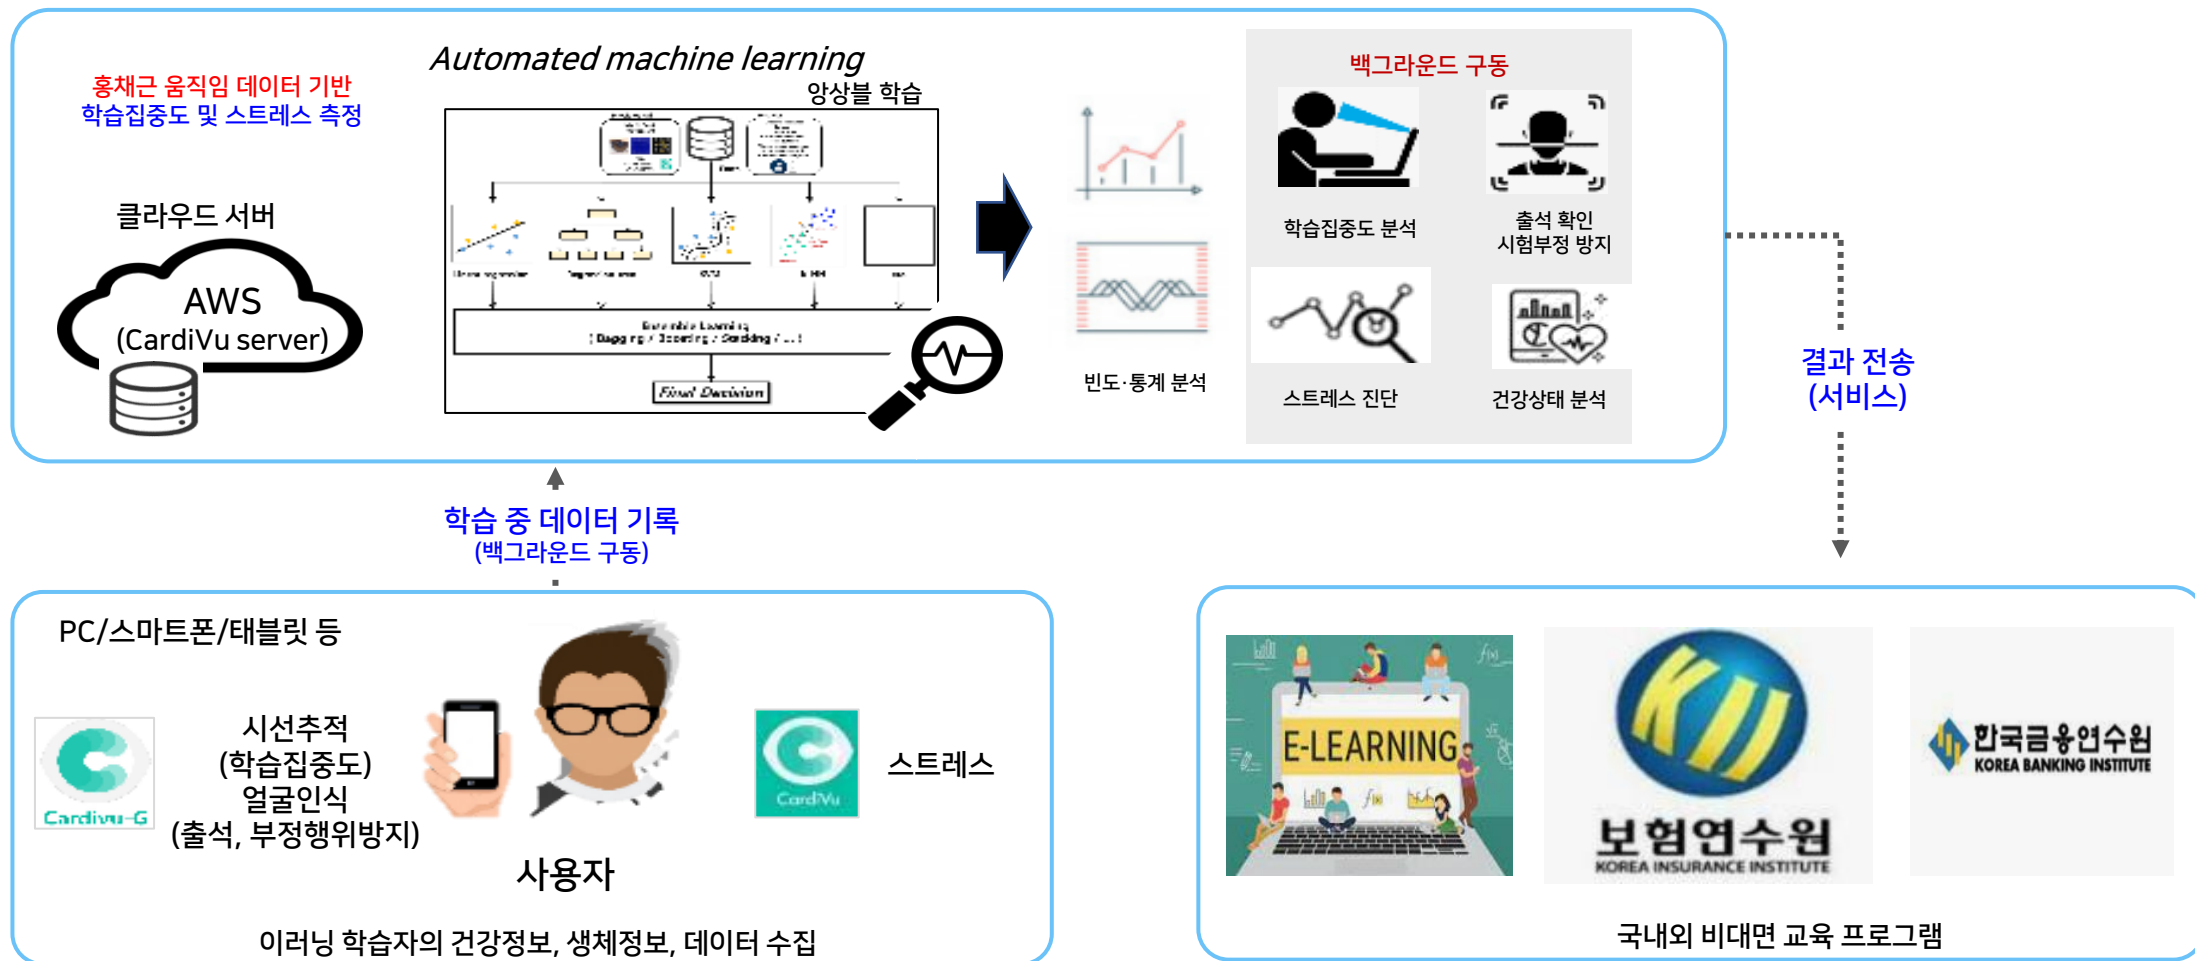 홍채근 움직임 데이터 기반
학습집중도 및 스트레스 측정
클라우드 서버
AWS
(CardiVu server)
Automated machine learning
앙상블 학습
Linear regression
SVM
Ensemble Learning
( Bagging / Boosting / Stacking / ... )
Final Decision
빈도·통계 분석
백그라운드 구동
학습집중도 분석
출석 확인
시험부정 방지
스트레스 진단
건강상태 분석
결과 전송
(서비스)
학습 중 데이터 기록
(백그라운드 구동)
PC/스마트폰/태블릿 등
Cardivu-G
시선추적
(학습집중도)
얼굴인식
(출석, 부정행위방지)
사용자
CardiVu
스트레스
이러닝 학습자의 건강정보, 생체정보, 데이터 수집
E-LEARNING
f(x)
KII
보험연수원
KOREA INSURANCE INSTITUTE
한국금융연수원
KOREA BANKING INSTITUTE
국내외 비대면 교육 프로그램